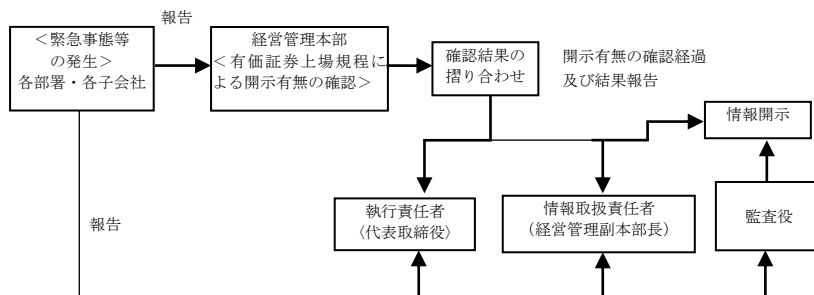 報告
＜緊急事態等
の発生＞
各部署・各子会社
経営管理本部
＜有価証券上場規程に
よる開示有無の確認＞
確認結果の
摺り合わせ
開示有無の確認経過
及び結果報告
情報開示
執行責任者
〈代表取締役〉
情報取扱責任者
（経営管理副本部長）
監査役
報告